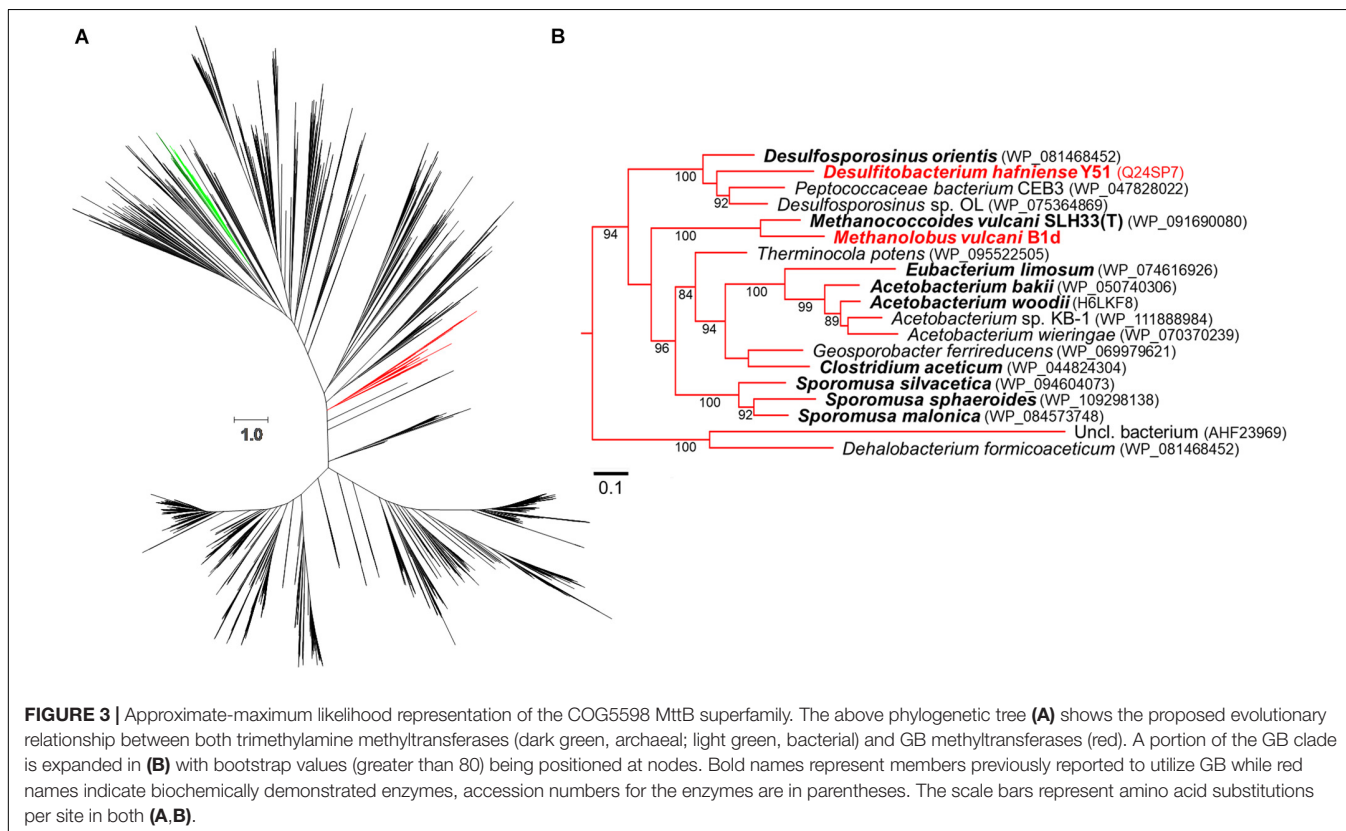 A
B
1.0
Desulfosporosinus orientis (WP_081468452)
Desulfitobacterium hafniense Y51 (Q24SP7)
Peptococcaceae bacterium CEB3 (WP_047828022)
Desulfosporosinus sp. OL (WP_075364869)
Methanococcoides vulcani SLH33(T) (WP_091690080)
Methanolobus vulcani B1d
Therminocola potens (WP_095522505)
Eubacterium limosum (WP_074616926)
Acetobacterium bakii (WP_050740306)
Acetobacterium woodii (H6LKF8)
Acetobacterium sp. KB-1 (WP_111888984)
Acetobacterium wieringae (WP_070370239)
Geosporobacter ferrireducens (WP_069979621)
Clostridium aceticum (WP_044824304)
Sporomusa silvacetica (WP_094604073)
Sporomusa sphaeroides (WP_109298138)
Sporomusa malonica (WP_084573748)
Uncl. bacterium (AHF23969)
Dehalobacterium formicoaceticum (WP_081468452)
100
92
94
100
84
100
99
89
94
96
100
92
100
0.1
FIGURE 3 | Approximate-maximum likelihood representation of the COG5598 MttB superfamily. The above phylogenetic tree (A) shows the proposed evolutionary
relationship between both trimethylamine methyltransferases (dark green, archaeal; light green, bacterial) and GB methyltransferases (red). A portion of the GB clade
is expanded in (B) with bootstrap values (greater than 80) being positioned at nodes. Bold names represent members previously reported to utilize GB while red
names indicate biochemically demonstrated enzymes, accession numbers for the enzymes are in parentheses. The scale bars represent amino acid substitutions
per site in both (A,B).